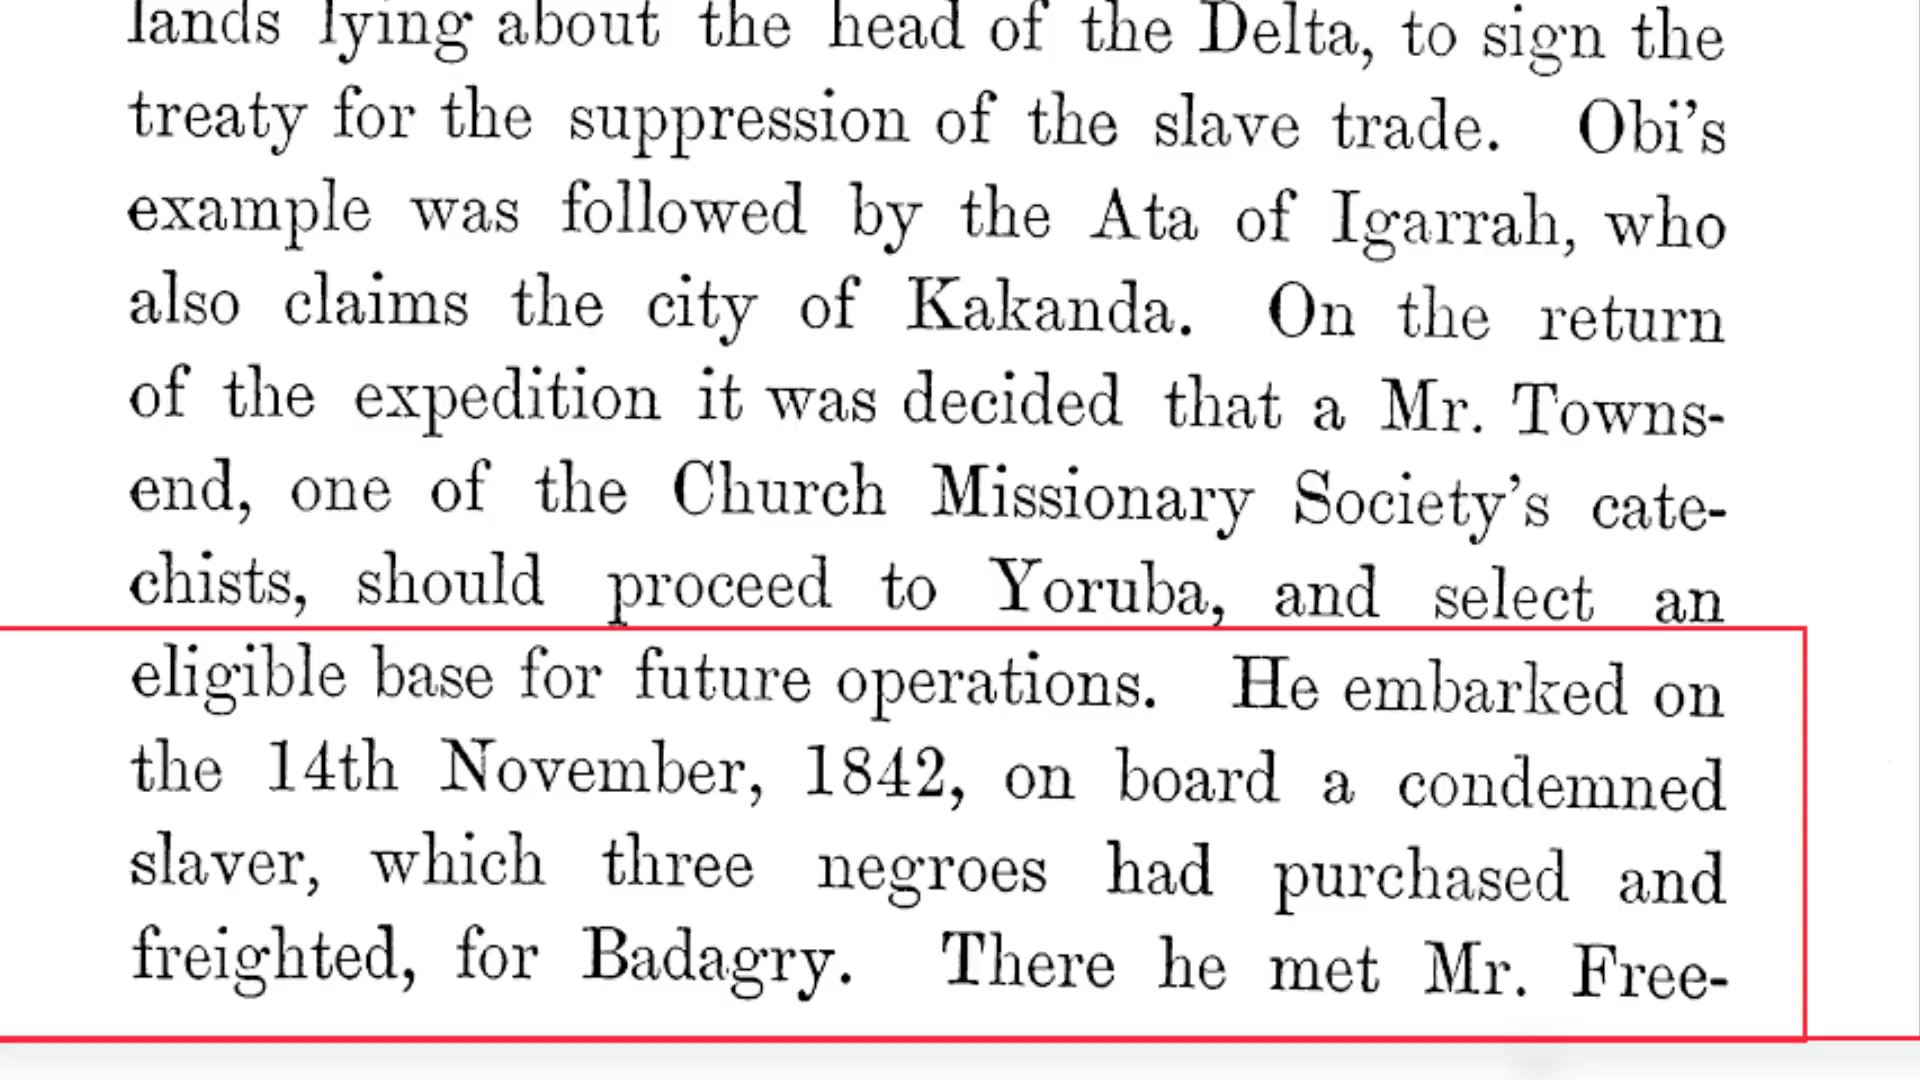 lands lying about the head of the Delta, to sign the
treaty for the suppression of the slave trade. Obi's
example was followed by the Ata of Igarrah, who
also claims the city of Kakanda. On the return
of the expedition it was decided that a Mr. Towns-
end, one of the Church Missionary Society's cate-
chists, should proceed to Yoruba, and select an
eligible base for future operations. He embarked on
the 14th November, 1842, on board a condemned
slaver, which three negroes had purchased and
freighted, for Badagry. There he met Mr. Free-